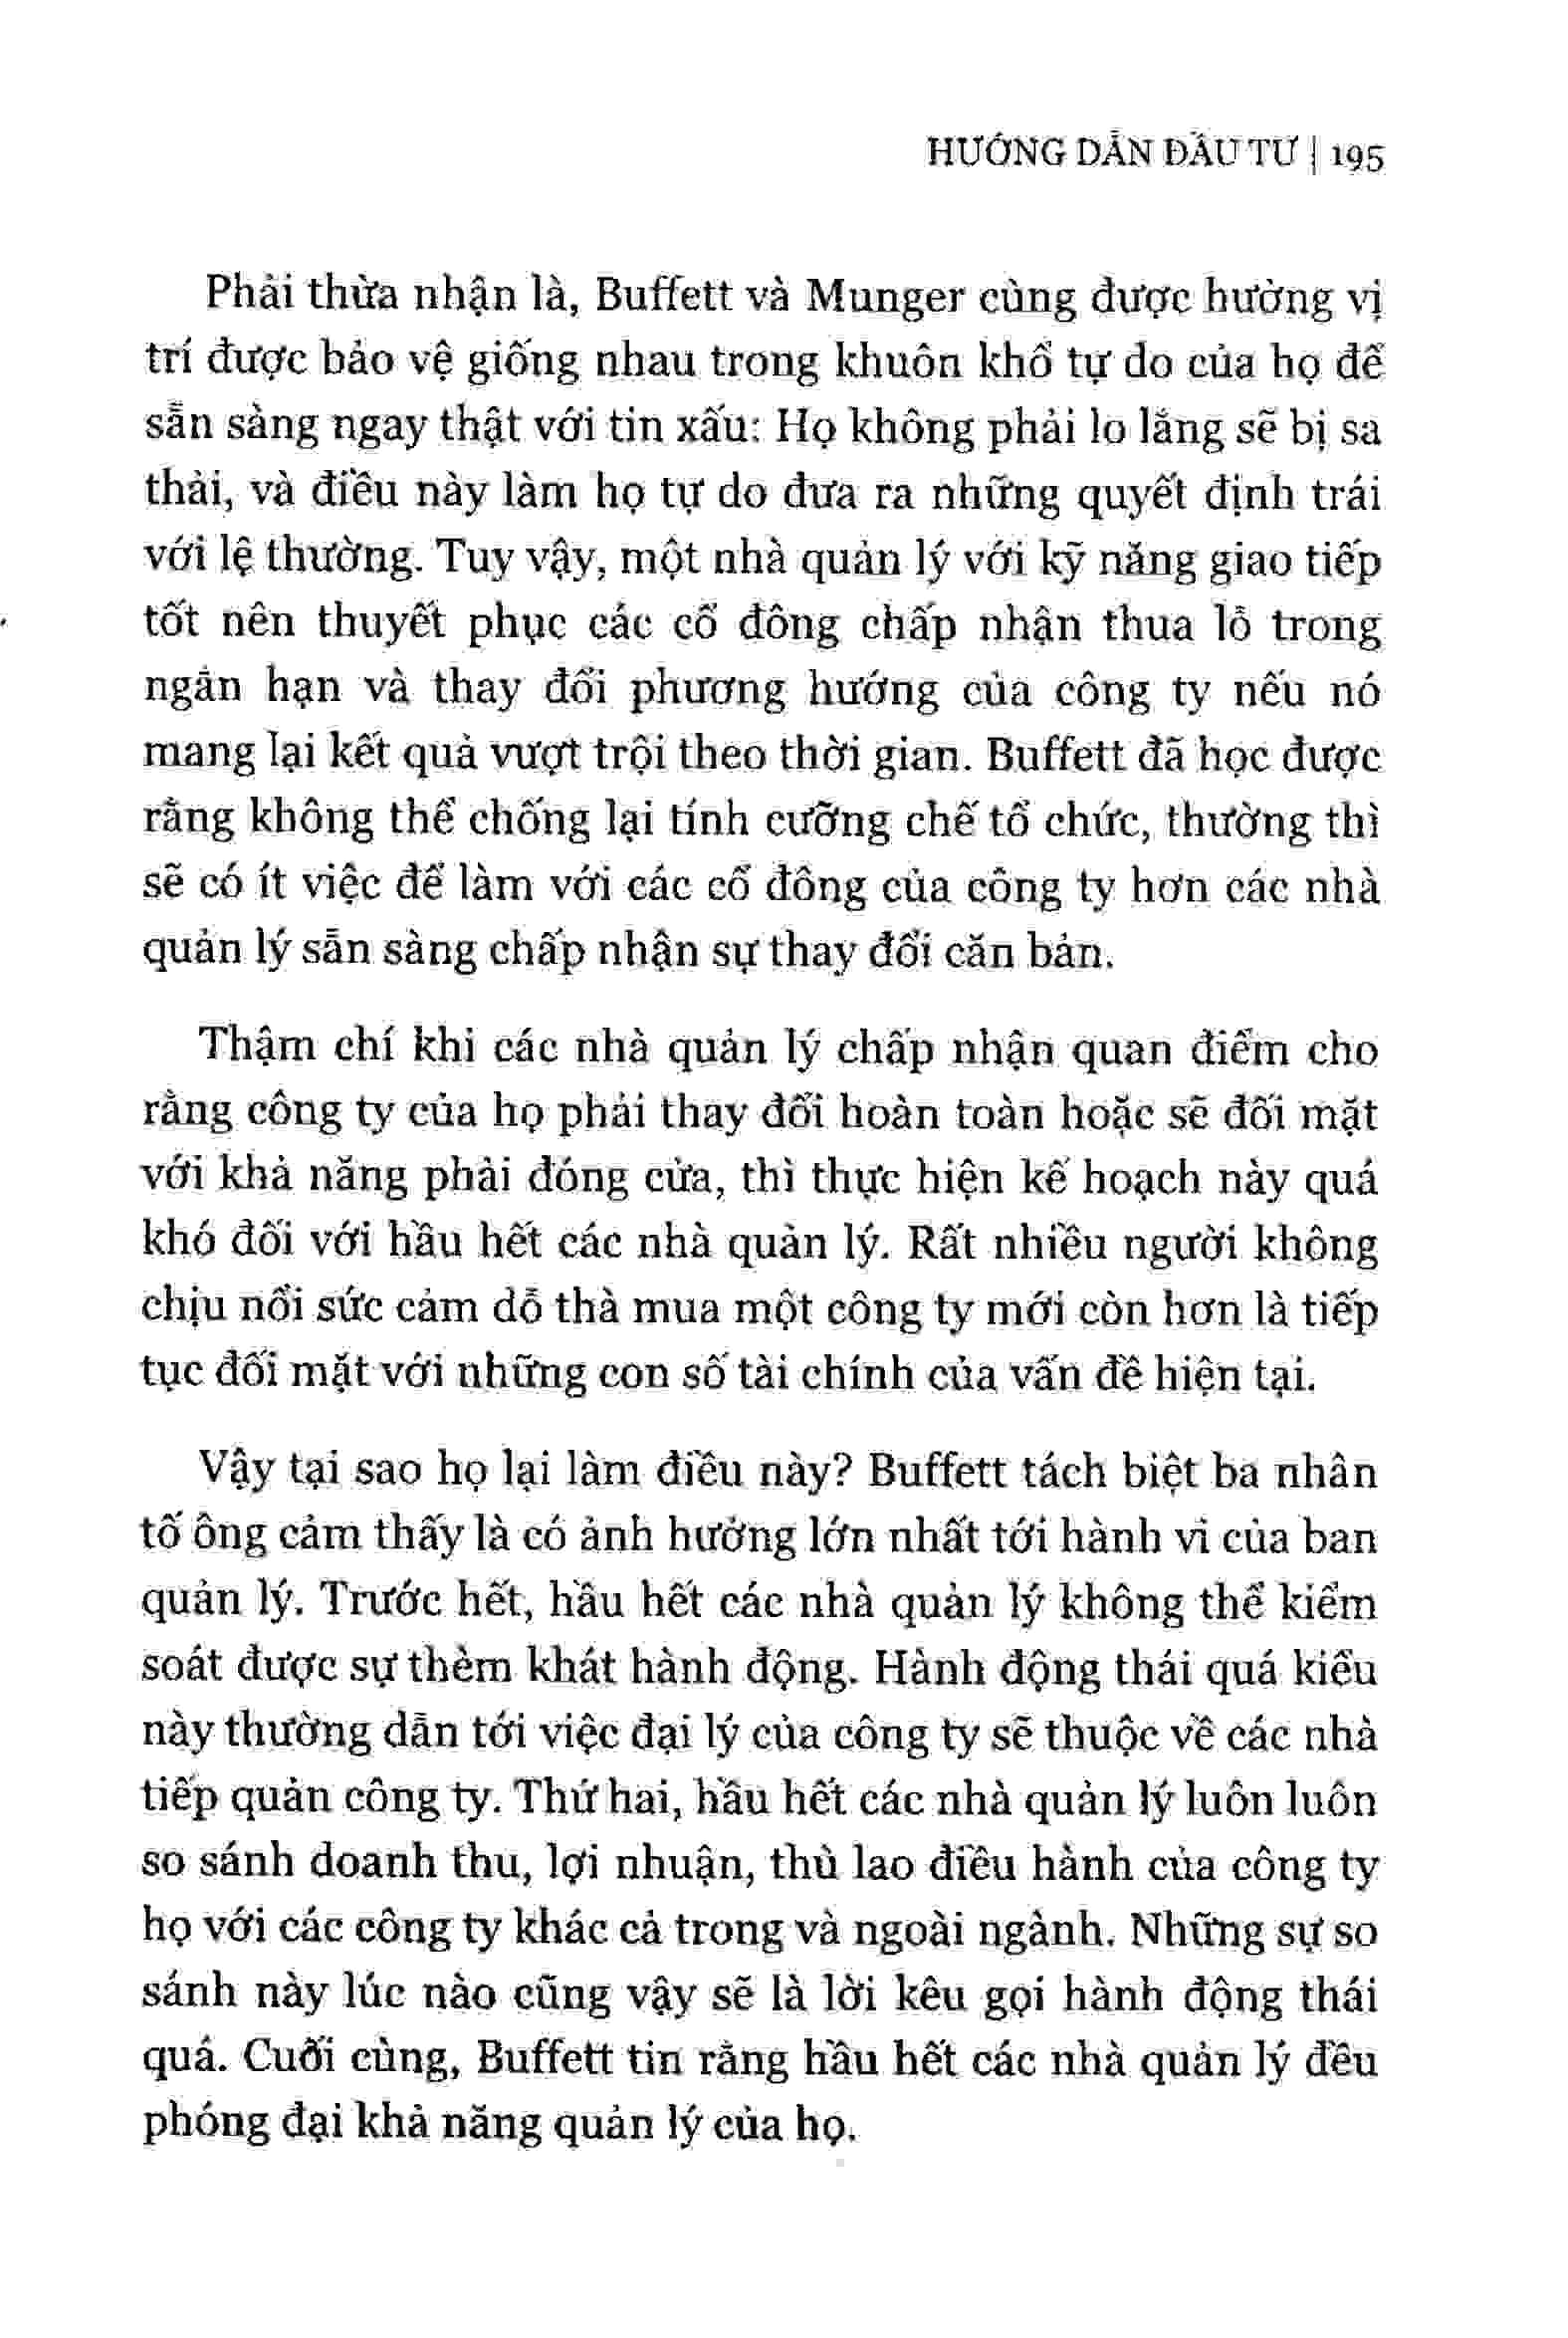 HƯỚNG DẪN ĐẦU TƯ | 195
Phải thừa nhận là, Buffett và Munger cùng được hưởng vị
trí được bảo vệ giống nhau trong khuôn khổ tự do của họ để
sẵn sàng ngay thật với tin xấu: Họ không phải lo lắng sẽ bị sa
thải, và điều này làm họ tự do đưa ra những quyết định trái
với lệ thường. Tuy vậy, một nhà quản lý với kỹ năng giao tiếp
tốt nên thuyết phục các cổ đông chấp nhận thua lỗ trong
ngắn hạn và thay đổi phương hướng của công ty nếu nó
mang lại kết quả vượt trội theo thời gian. Buffett đã học được
rằng không thể chống lại tính cưỡng chế tổ chức, thường thì
sẽ có ít việc để làm với các cổ đông của công ty hơn các nhà
quản lý sẵn sàng chấp nhận sự thay đổi căn bản.
Thậm chí khi các nhà quản lý chấp nhận quan điểm cho
rằng công ty của họ phải thay đổi hoàn toàn hoặc sẽ đối mặt
với khả năng phải đóng cửa, thì thực hiện kế hoạch này quá
khó đối với hầu hết các nhà quản lý. Rất nhiều người không
chịu nổi sức cám dỗ thà mua một công ty mới còn hơn là tiếp
tục đối mặt với những con số tài chính của vấn đề hiện tại.
Vậy tại sao họ lại làm điều này? Buffett tách biệt ba nhân
tố ông cảm thấy là có ảnh hưởng lớn nhất tới hành vi của ban
quản lý. Trước hết, hầu hết các nhà quản lý không thể kiểm
soát được sự thèm khát hành động. Hành động thái quá kiểu
này thường dẫn tới việc đại lý của công ty sẽ thuộc về các nhà
tiếp quản công ty. Thứ hai, hầu hết các nhà quản lý luôn luôn
so sánh doanh thu, lợi nhuận, thù lao điều hành của công ty
họ với các công ty khác cả trong và ngoài ngành. Những sự so
sánh này lúc nào cũng vậy sẽ là lời kêu gọi hành động thái
quá. Cuối cùng, Buffett tin rằng hầu hết các nhà quản lý đều
phóng đại khả năng quản lý của họ.